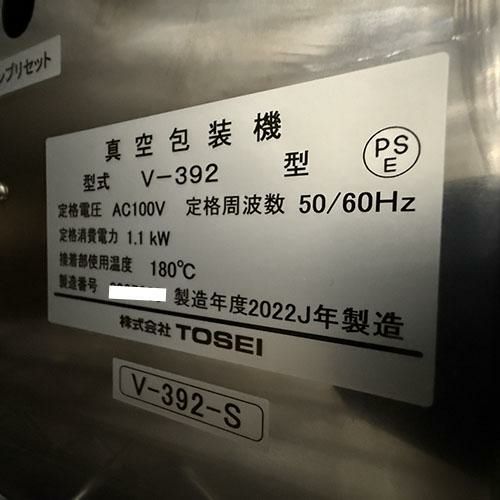 ンプリセット
真空包装機
型式 V-392 型
PS
E
定格電圧 AC100V 定格周波数 50/60Hz
定格消費電力 1.1 kW
接着部使用温度 180℃
製造番号 製造年度2022J年製造
株式会社 TOSEI
V-392-S